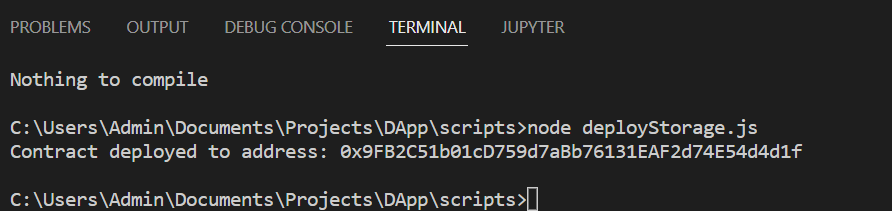 PROBLEMS OUTPUT DEBUG CONSOLE TERMINAL JUPYTER
Nothing to compile
C:\Users\Admin\Documents\Projects\DApp\scripts>node deployStorage.js
Contract deployed to address: 0x9FB2C51b01cD759d7aBb76131EAF2d74E54d4d1f
C:\Users\Admin\Documents\Projects\DApp\scripts>